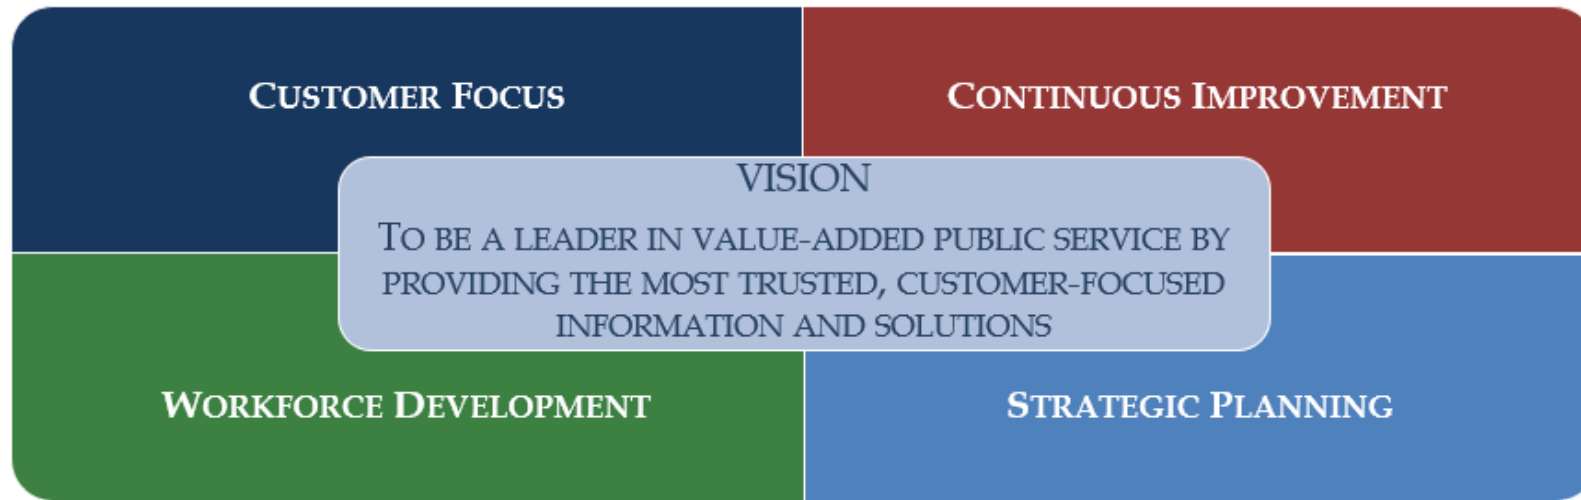 CUSTOMER FOCUS
CONTINUOUS IMPROVEMENT
VISION
TO BE A LEADER IN VALUE-ADDED PUBLIC SERVICE BY
PROVIDING THE MOST TRUSTED, CUSTOMER-FOCUSED
INFORMATION AND SOLUTIONS
WORKFORCE DEVELOPMENT
STRATEGIC PLANNING